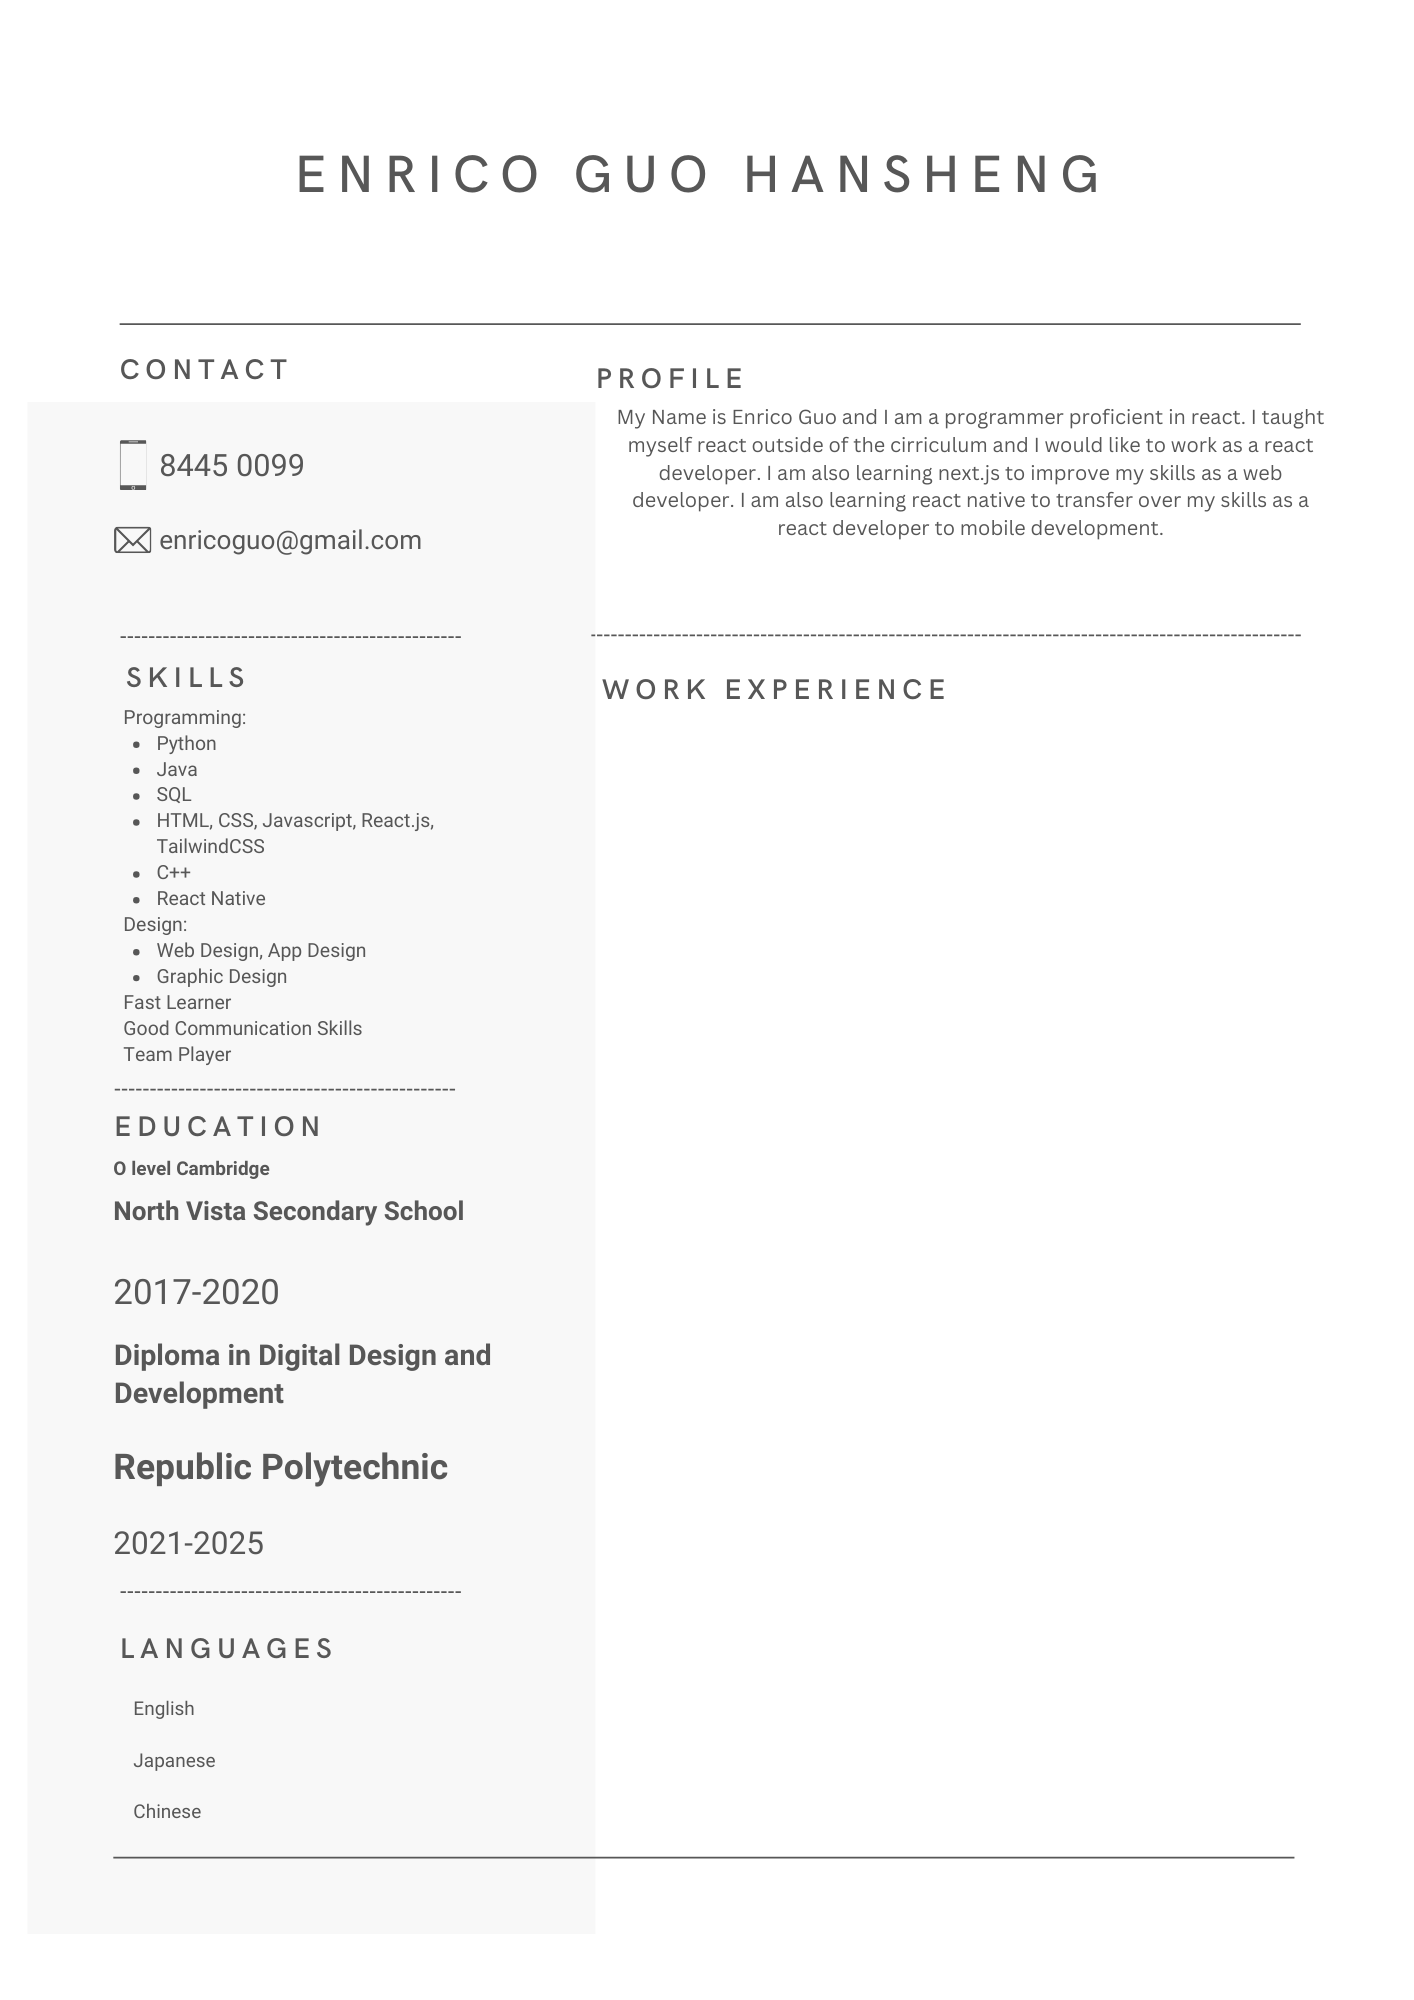 ENRICO GUO HANSHENG
CONTACT
8445 0099
enricoguo@gmail.com
SKILLS
Programming:
Python
Java
SQL
HTML, CSS, Javascript, React.js,
TailwindCSS
C++
React Native
Design:
Web Design, App Design
Graphic Design
Fast Learner
Good Communication Skills
Team Player
EDUCATION
O level Cambridge
North Vista Secondary School
2017-2020
Diploma in Digital Design and
Development
Republic Polytechnic
2021-2025
LANGUAGES
English
Japanese
Chinese
PROFILE
My Name is Enrico Guo and I am a programmer proficient in react. I taught
myself react outside of the cirriculum and I would like to work as a react
developer. I am also learning next.js to improve my skills as a web
developer. I am also learning react native to transfer over my skills as a
react developer to mobile development.
WORK EXPERIENCE